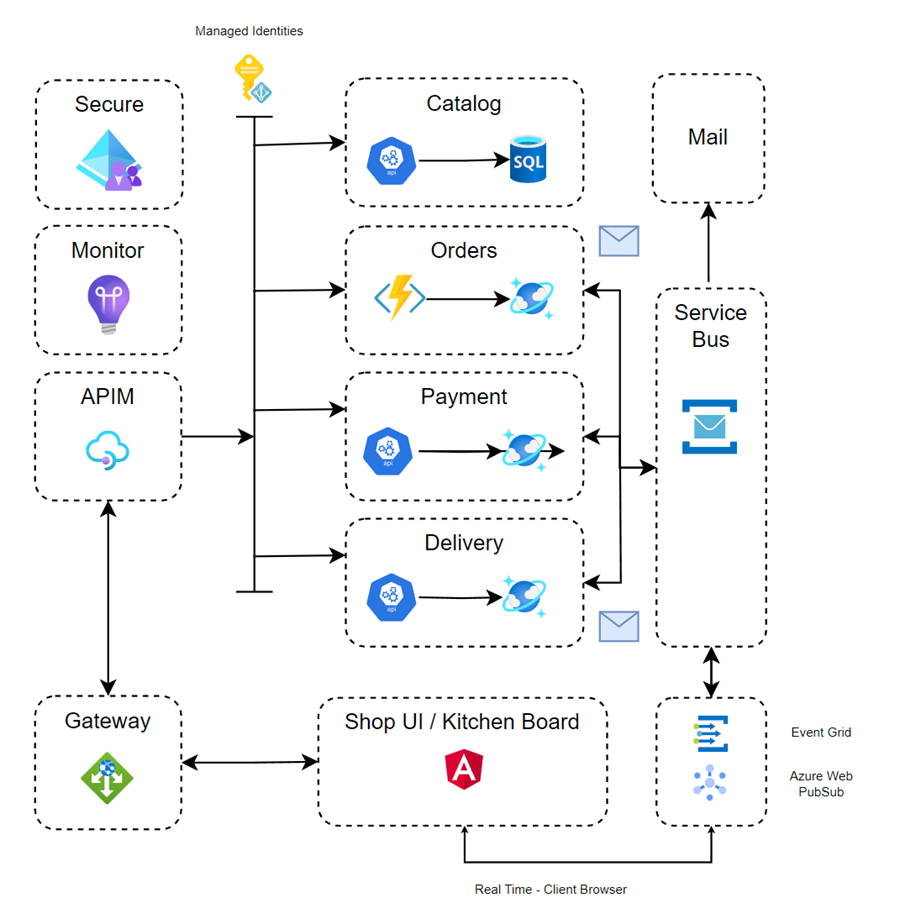 Managed Identities
Secure
Catalog
api
SQL
Mail
Monitor
Orders
Service
Bus
APIM
Payment
api
Delivery
api
Gateway
Shop UI / Kitchen Board
A
Event Grid
Azure Web
PubSub
Real Time - Client Browser